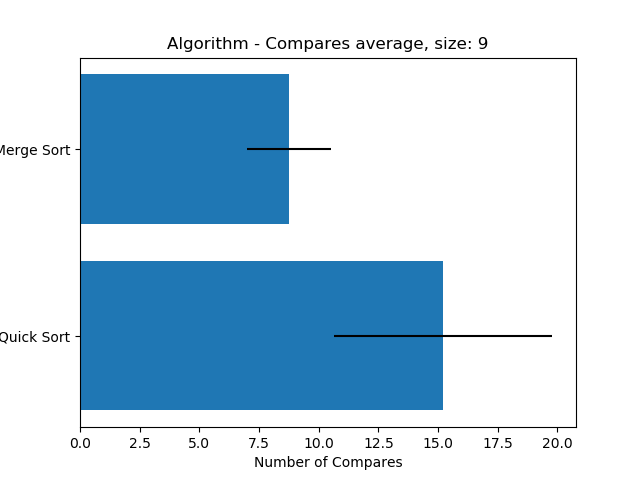 Algorithm - Compares average, size: 9
Merge Sort
Quick Sort
0.0 2.5 5.0 7.5 10.0 12.5 15.0 17.5 20.0
Number of Compares